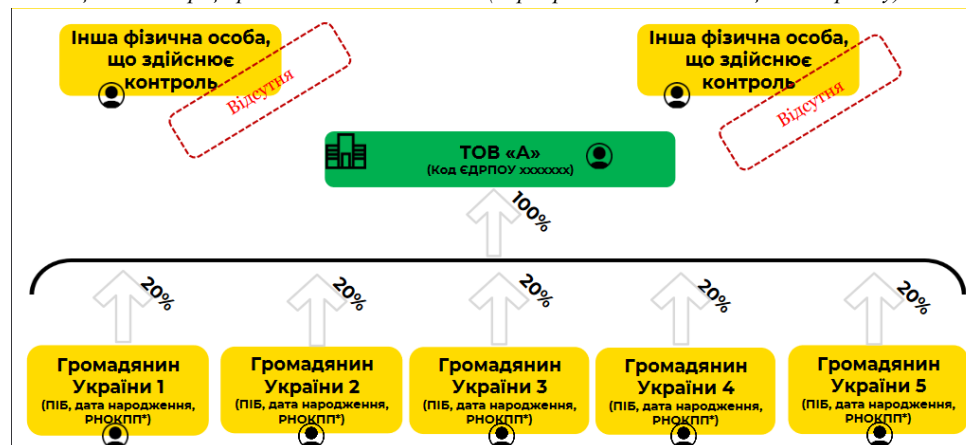 Інша фізична особа,
що здійснює
контроль
Відсутня
Інша фізична особа,
що здійснює
контроль
Відсутня
ТОВ «А»
(Код ЄДРПОУ xxxxxxx)
100%
20%
20%
20%
20%
20%
Громадянин
України 1
(ПІБ, дата народження,
РНОКПП*)
Громадянин
України 2
(ПІБ, дата народження,
РНОКПП*)
Громадянин
України 3
(ПІБ, дата народження,
РНОКПП*)
Громадянин
України 4
(ПІБ, дата народження,
РНОКПП*)
Громадянин
України 5
(ПІБ, дата народження,
РНОКПП*)